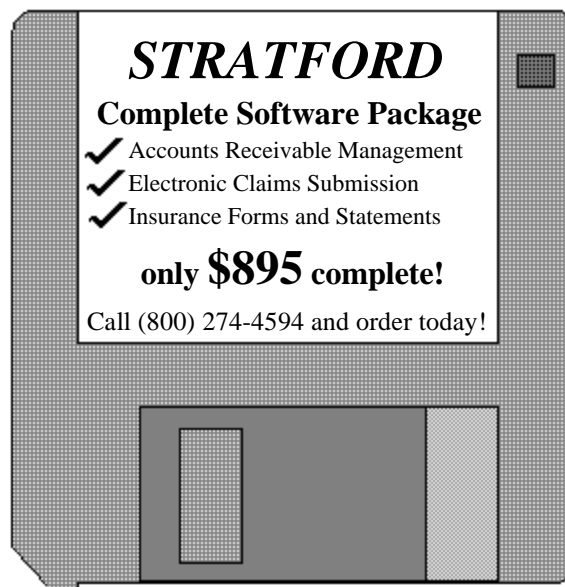 STRATFORD
Complete Software Package
Accounts Receivable Management
Electronic Claims Submission
Insurance Forms and Statements
only $895 complete!
Call (800) 274-4594 and order today!